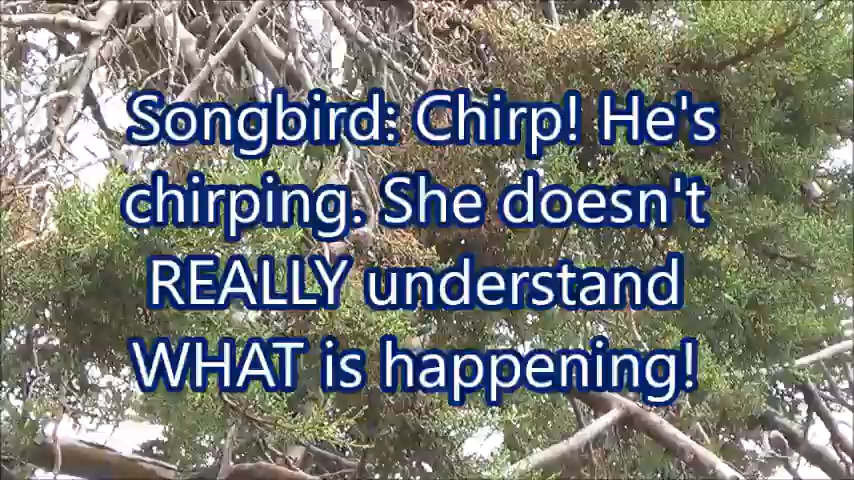 Songbird: Chirp! He's
chirping. She doesn't
REALLY understand
WHAT is happening!